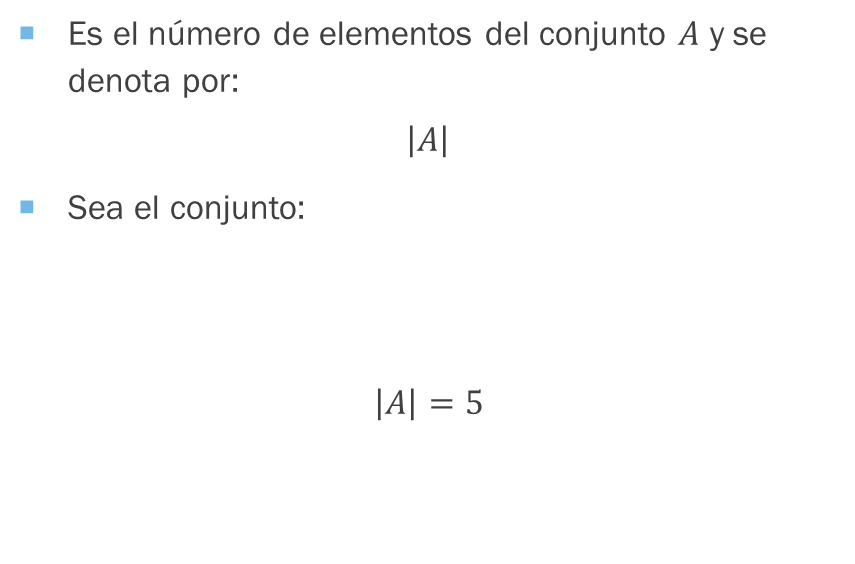 ▪ Es el número de elementos del conjunto A y se
denota por:
|A|
▪ Sea el conjunto:
|A| = 5